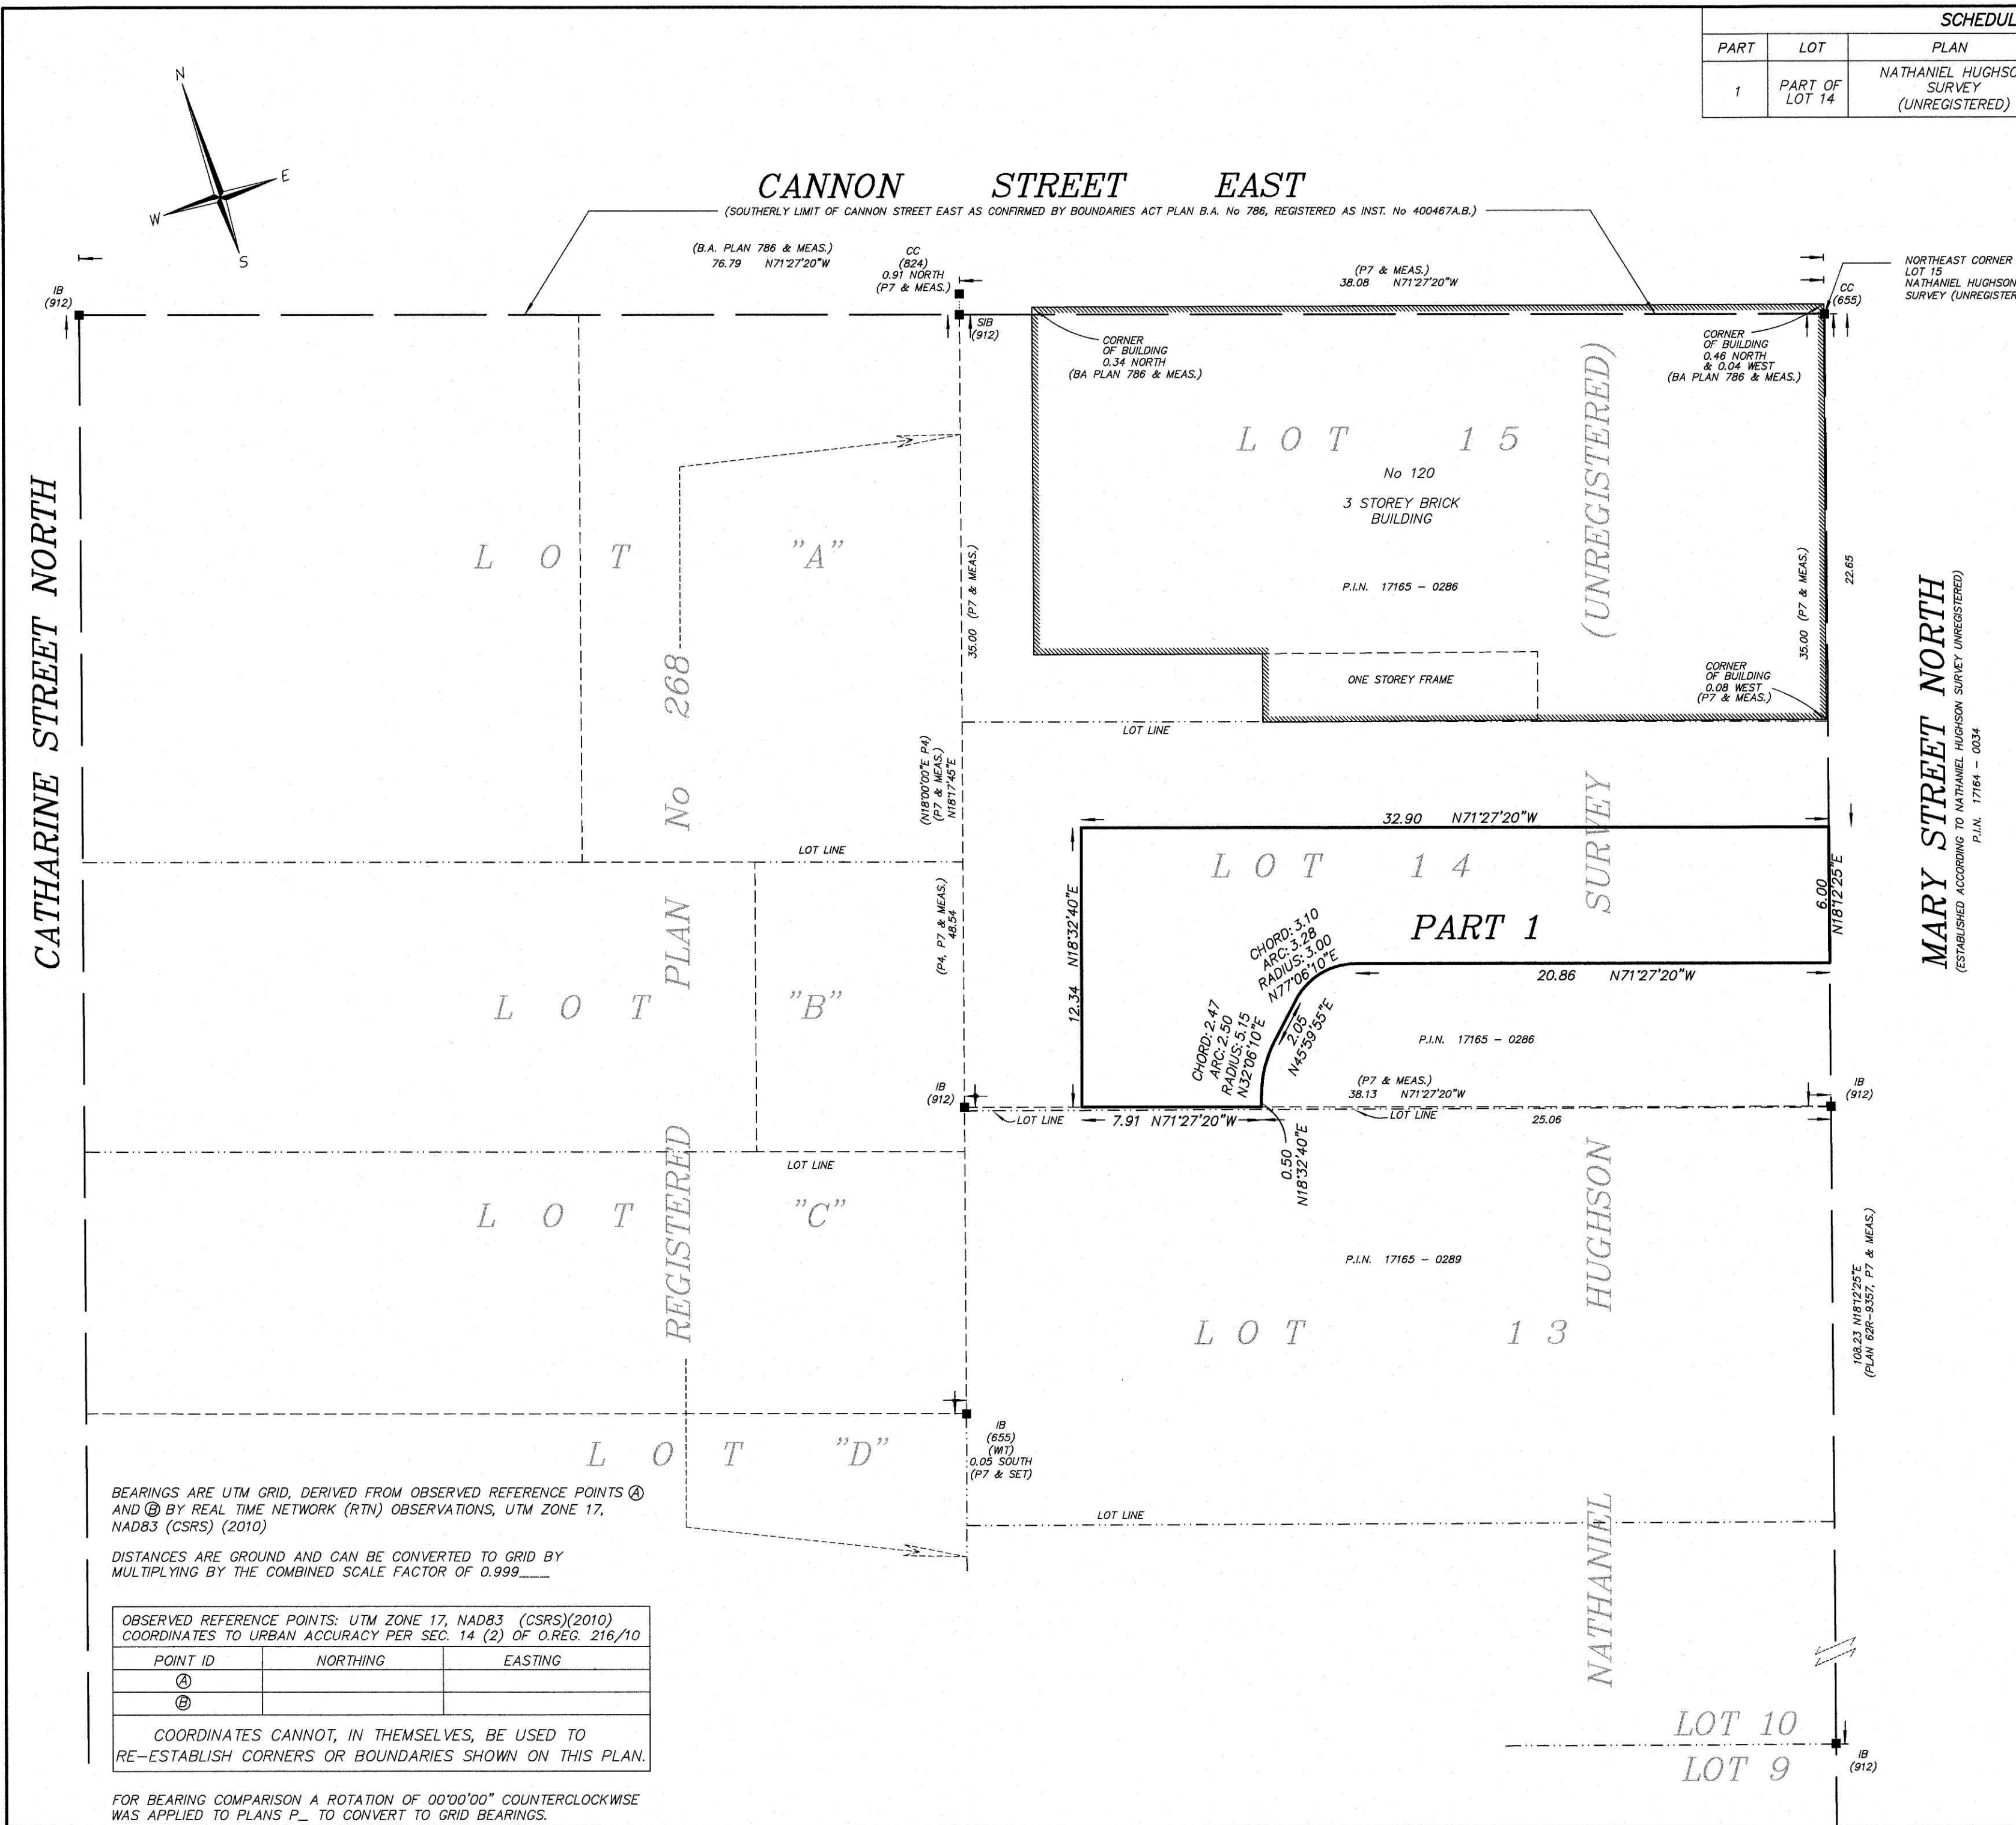 SCHEDUL
PART LOT PLAN
1
PART OF
LOT 14
NATHANIEL HUGHSO
SURVEY
(UNREGISTERED)
N
E
W
S
CANNON STREET EAST
(SOUTHERLY LIMIT OF CANNON STREET EAST AS CONFIRMED BY BOUNDARIES ACT PLAN B.A. No 786, REGISTERED AS INST. No 400467A.B.)
(B.A. PLAN 786 & MEAS.)
76.79 N71°27'20"W
CC
(824)
0.91 NORTH
(P7 & MEAS.)
(P7 & MEAS.)
38.08 N71°27'20"W
NORTHEAST CORNER
LOT 15
NATHANIEL HUGHSON
SURVEY (UNREGISTER
CC
(655)
IB
(912)
SIB
(912)
CORNER
OF BUILDING
0.34 NORTH
(BA PLAN 786 & MEAS.)
CORNER
OF BUILDING
0.46 NORTH
& 0.04 WEST
(BA PLAN 786 & MEAS.)
LOT 15
No 120
3 STOREY BRICK
BUILDING
P.I.N. 17165 - 0286
(UNREGISTERED)
CATHARINE STREET NORTH
LOT "A"
35.00 (P7 & MEAS.)
35.00 (P7 & MEAS.)
22.65
MARY STREET NORTH
(ESTABLISHED ACCORDING TO NATHANIEL HUGHSON SURVEY UNREGISTERED)
P.I.N. 17164 - 0034
ONE STOREY FRAME
CORNER
OF BUILDING
0.08 WEST
(P7 & MEAS.)
LOT LINE
(N18°00'00"E P4)
(P7 & MEAS.)
N18°17'45"E
REGISTERED PLAN No 268
LOT LINE
32.90 N71°27'20"W
LOT 14
SURVEY
PART 1
6.00
N18°12'25"E
12.34 N18°32'40"E
(P4, P7 & MEAS.)
48.54
CHORD: 3.10
ARC: 3.28
RADIUS: 3.00
N77°06'10"E
20.86 N71°27'20"W
2.05
N45°59'55"E
CHORD: 2.47
ARC: 2.50
RADIUS: 5.15
N32°06'10"E
LOT "B"
P.I.N. 17165 - 0286
(P7 & MEAS.)
38.13 N71°27'20"W
IB
(912)
IB
(912)
LOT LINE
7.91 N71°27'20"W
LOT LINE
25.06
0.50
N18°32'40"E
LOT LINE
LOT "C"
HUGHSON
P.I.N. 17165 - 0289
LOT 13
108.23 N18°12'25"E
(PLAN 62R-9357, P7 & MEAS.)
IB
(655)
(WIT)
0.05 SOUTH
(P7 & SET)
LOT "D"
LOT LINE
NATHANIEL
BEARINGS ARE UTM GRID, DERIVED FROM OBSERVED REFERENCE POINTS Ⓐ
AND Ⓑ BY REAL TIME NETWORK (RTN) OBSERVATIONS, UTM ZONE 17,
NAD83 (CSRS) (2010)
DISTANCES ARE GROUND AND CAN BE CONVERTED TO GRID BY
MULTIPLYING BY THE COMBINED SCALE FACTOR OF 0.999___
OBSERVED REFERENCE POINTS: UTM ZONE 17, NAD83 (CSRS)(2010)
COORDINATES TO URBAN ACCURACY PER SEC. 14 (2) OF O.REG. 216/10
POINT ID NORTHING EASTING
Ⓐ
Ⓑ
COORDINATES CANNOT, IN THEMSELVES, BE USED TO
RE-ESTABLISH CORNERS OR BOUNDARIES SHOWN ON THIS PLAN.
FOR BEARING COMPARISON A ROTATION OF 00°00'00" COUNTERCLOCKWISE
WAS APPLIED TO PLANS P_ TO CONVERT TO GRID BEARINGS.
LOT 10
LOT 9
IB
(912)